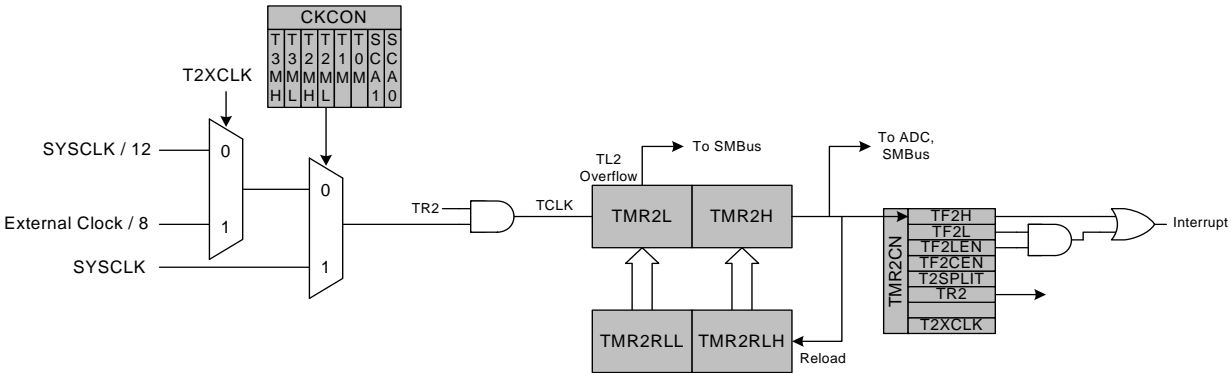 CKCON
T3MH T3ML T2MH T2ML T1M T0M SCA1 SCA0
T2XCLK
SYSCLK / 12
0
External Clock / 8
1
0
SYSCLK
1
TR2
TCLK
TL2
Overflow
To SMBus
To ADC,
SMBus
TMR2L
TMR2H
TMR2RLL
TMR2RLH
Reload
TMR2CN
TF2H
TF2L
TF2LEN
TF2CEN
T2SPLIT
TR2
T2XCLK
Interrupt